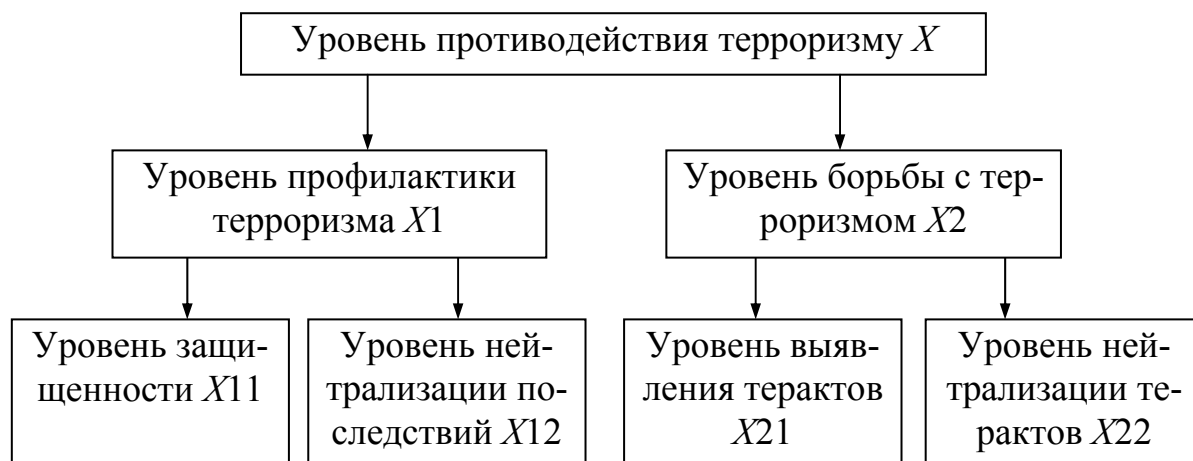 Уровень противодействия терроризму X
Уровень профилактики
терроризма X1
Уровень борьбы с тер-
роризмом X2
Уровень защи-
щенности X11
Уровень ней-
трализации по-
следствий X12
Уровень выяв-
ления терактов
X21
Уровень ней-
трализации те-
рактов X22